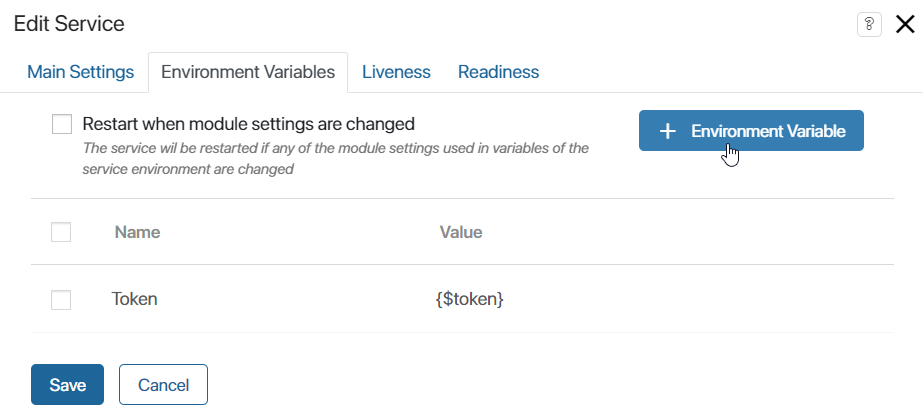 Edit Service
?
Main Settings Environment Variables Liveness Readiness
Restart when module settings are changed
+ Environment Variable
The service wil be restarted if any of the module settings used in variables of the
service environment are changed
Name Value
Token {$token}
Save Cancel